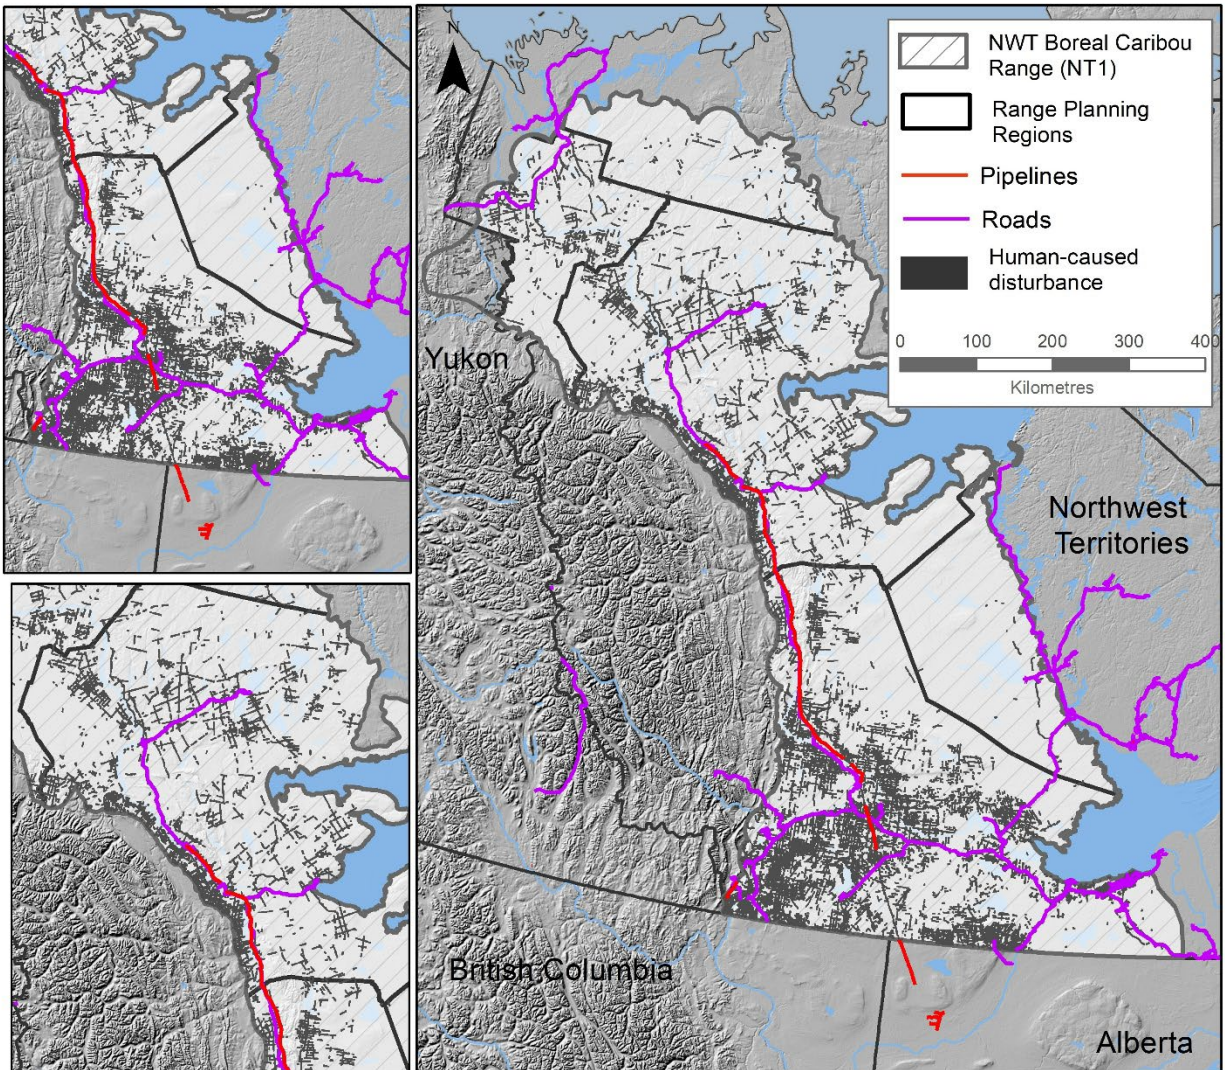 N
NWT Boreal Caribou
Range (NT1)
Range Planning
Regions
Pipelines
Roads
Human-caused
disturbance
0 100 200 300 400
Kilometres
Yukon
Northwest
Territories
British Columbia
Alberta